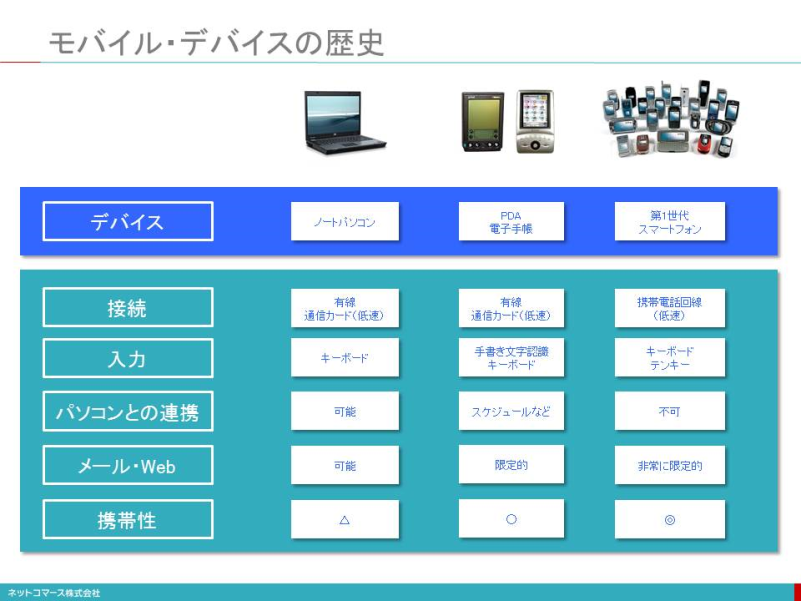 モバイル・デバイスの歴史
デバイス
ノートパソコン
PDA
電子手帳
第1世代
スマートフォン
接続
有線
通信カード(低速)
有線
通信カード(低速)
携帯電話回線
(低速)
入力
キーボード
手書き文字認識
キーボード
キーボード
テンキー
パソコンとの連携
可能
スケジュールなど
不可
メール・Web
可能
限定的
非常に限定的
携帯性
△
○
◎
ネットコマース株式会社